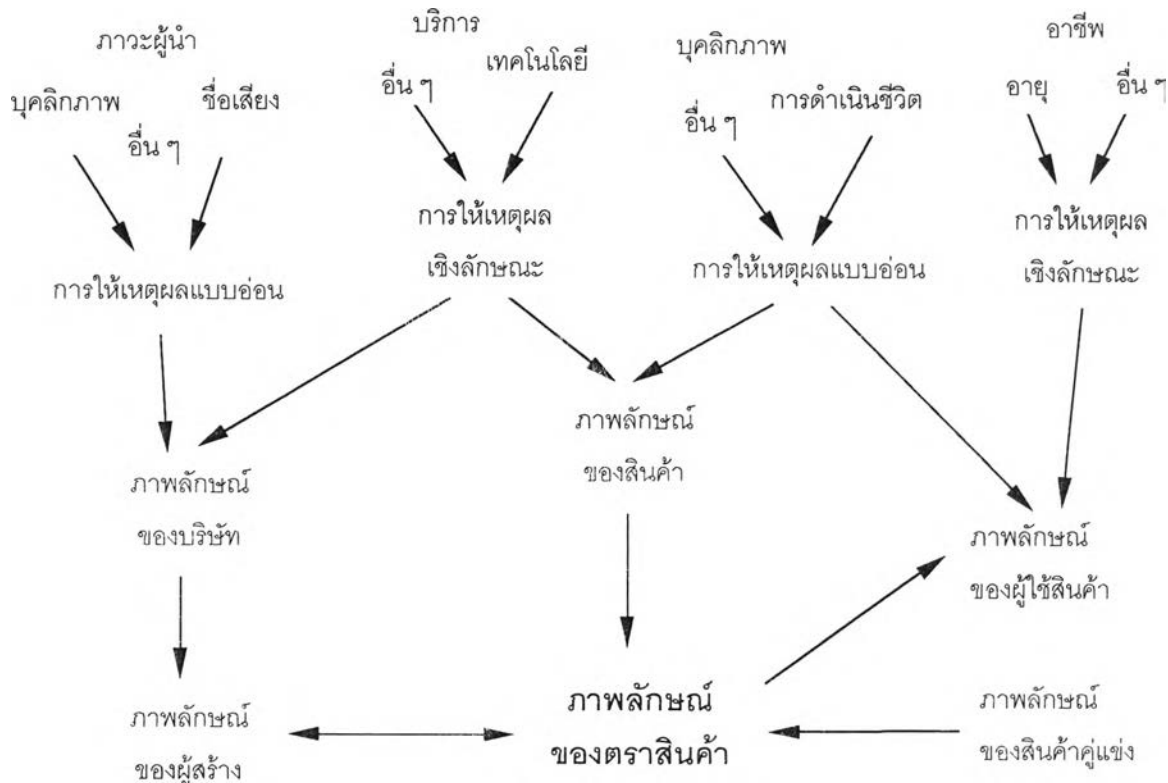 ภาวะผู้นำ
บุคลิกภาพ
อื่น ๆ
ชื่อเสียง
การให้เหตุผลแบบอ่อน
บริการ
อื่น ๆ
เทคโนโลยี
การให้เหตุผล
เชิงลักษณะ
บุคลิกภาพ
อื่น ๆ
การดำเนินชีวิต
การให้เหตุผลแบบอ่อน
อาชีพ
อายุ
อื่น ๆ
การให้เหตุผล
เชิงลักษณะ
ภาพลักษณ์
ของบริษัท
ภาพลักษณ์
ของสินค้า
ภาพลักษณ์
ของผู้ใช้สินค้า
ภาพลักษณ์
ของผู้สร้าง
ภาพลักษณ์
ของตราสินค้า
ภาพลักษณ์
ของสินค้าคู่แข่ง